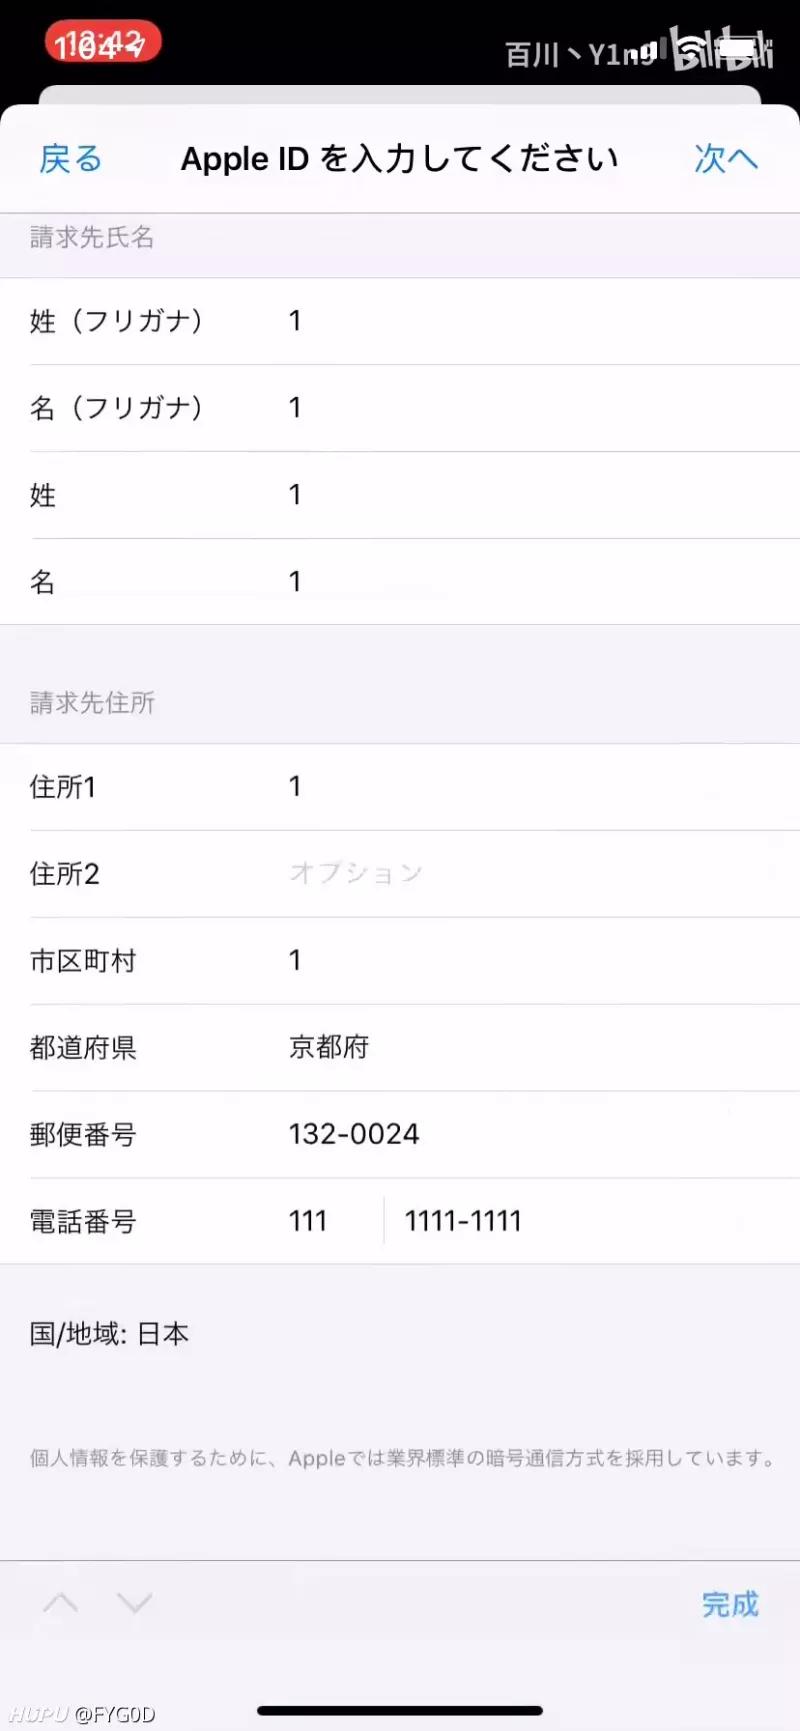 百川丶Y1n9 bilibili
戻る Apple ID を入力してください 次へ
請求先氏名
姓（フリガナ） 1
名（フリガナ） 1
姓 1
名 1
請求先住所
住所1 1
住所2 オプション
市区町村 1
都道府県 京都府
郵便番号 132-0024
電話番号 111 1111-1111
国/地域: 日本
個人情報を保護するために、Appleでは業界標準の暗号通信方式を採用しています。
完成
HUPU @FYG0D